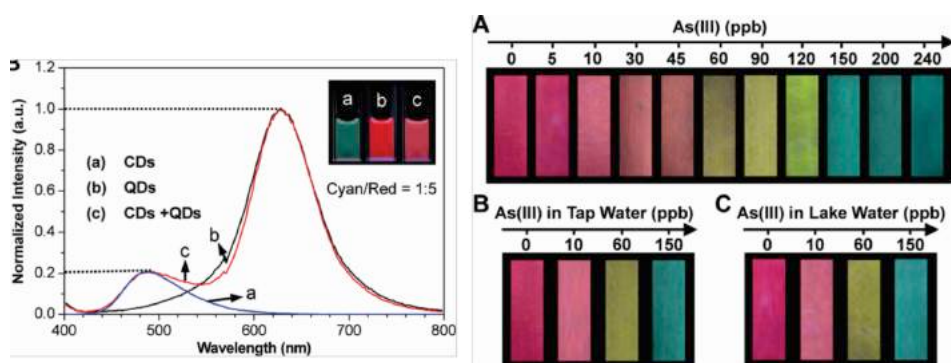 B
Normalized Intensity (a.u.)
1.2
1.0
0.8
0.6
0.4
0.2
0.0
400 500 600 700 800
Wavelength (nm)
(a) CDs
(b) QDs
(c) CDs +QDs
a b c
Cyan/Red = 1:5
b
c
a
A
As(III) (ppb)
0 5 10 30 45 60 90 120 150 200 240
B As(III) in Tap Water (ppb)
0 10 60 150
C As(III) in Lake Water (ppb)
0 10 60 150